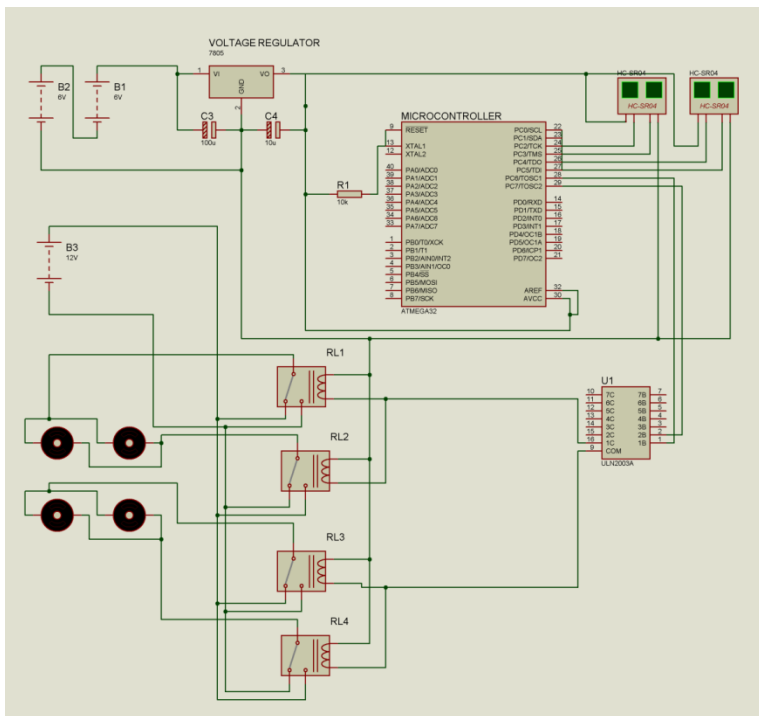 VOLTAGE REGULATOR
7805
1
VI
VO
3
GND
2
B2
6V
B1
6V
C3
100u
C4
10u
HC-SR04
HC-SR04
HC-SR04
HC-SR04
MICROCONTROLLER
9
RESET
13
XTAL1
12
XTAL2
40
PA0/ADC0
39
PA1/ADC1
38
PA2/ADC2
37
PA3/ADC3
36
PA4/ADC4
35
PA5/ADC5
34
PA6/ADC6
33
PA7/ADC7
1
PB0/T0/XCK
2
PB1/T1
3
PB2/AIN0/INT2
4
PB3/AIN1/OC0
5
PB4/SS
6
PB5/MOSI
7
PB6/MISO
8
PB7/SCK
PC0/SCL
22
PC1/SDA
23
PC2/TCK
24
PC3/TMS
25
PC4/TDO
26
PC5/TDI
27
PC6/TOSC1
28
PC7/TOSC2
29
PD0/RXD
14
PD1/TXD
15
PD2/INT0
16
PD3/INT1
17
PD4/OC1B
18
PD5/OC1A
19
PD6/ICP1
20
PD7/OC2
21
AREF
32
AVCC
30
ATMEGA32
R1
10k
B3
12V
RL1
RL2
RL3
RL4
U1
10
7C
7B
7
11
6C
6B
6
12
5C
5B
5
13
4C
4B
4
14
3C
3B
3
15
2C
2B
2
16
1C
1B
1
9
COM
ULN2003A